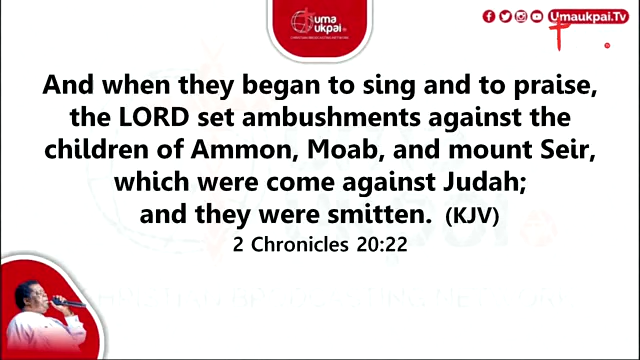 uma
ukpai
Umaukpai.Tv
And when they began to sing and to praise,
the LORD set ambushments against the
children of Ammon, Moab, and mount Seir,
which were come against Judah;
and they were smitten. (KJV)
2 Chronicles 20:22